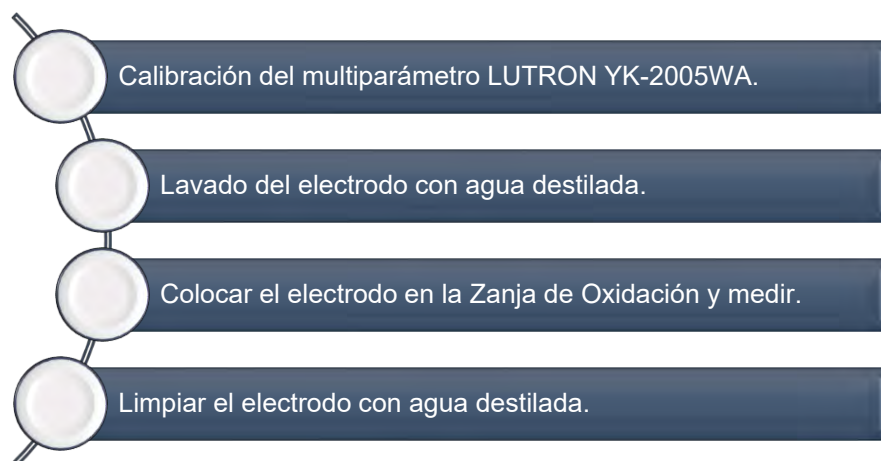 Calibración del multiparámetro LUTRON YK-2005WA.
Lavado del electrodo con agua destilada.
Colocar el electrodo en la Zanja de Oxidación y medir.
Limpiar el electrodo con agua destilada.